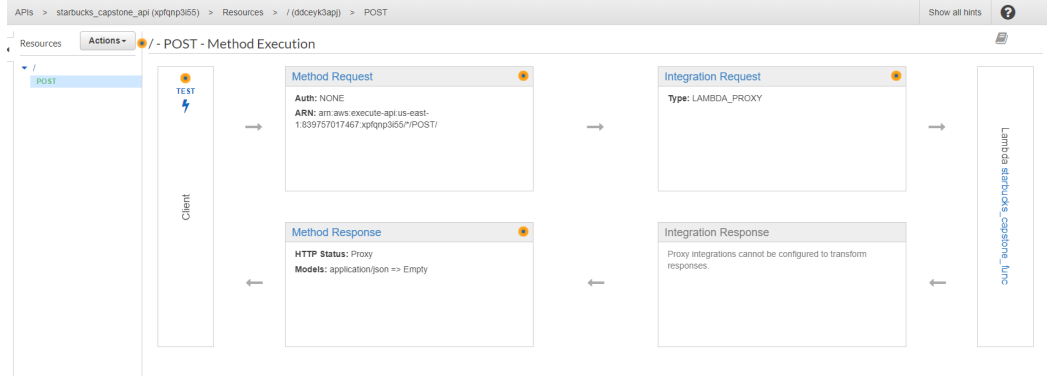 APIs > starbucks_capstone_api (xpfqnp3i55) > Resources > / (ddceyk3apj) > POST
Show all hints
?
Resources
Actions
/ - POST - Method Execution
/
POST
TEST
Client
Method Request
Auth: NONE
ARN: arn:aws:execute-api:us-east-
1:839757017467:xpfqnp3i55/*/POST/
Integration Request
Type: LAMBDA_PROXY
Lambda starbucks_capstone_func
Method Response
HTTP Status: Proxy
Models: application/json => Empty
Integration Response
Proxy integrations cannot be configured to transform
responses.